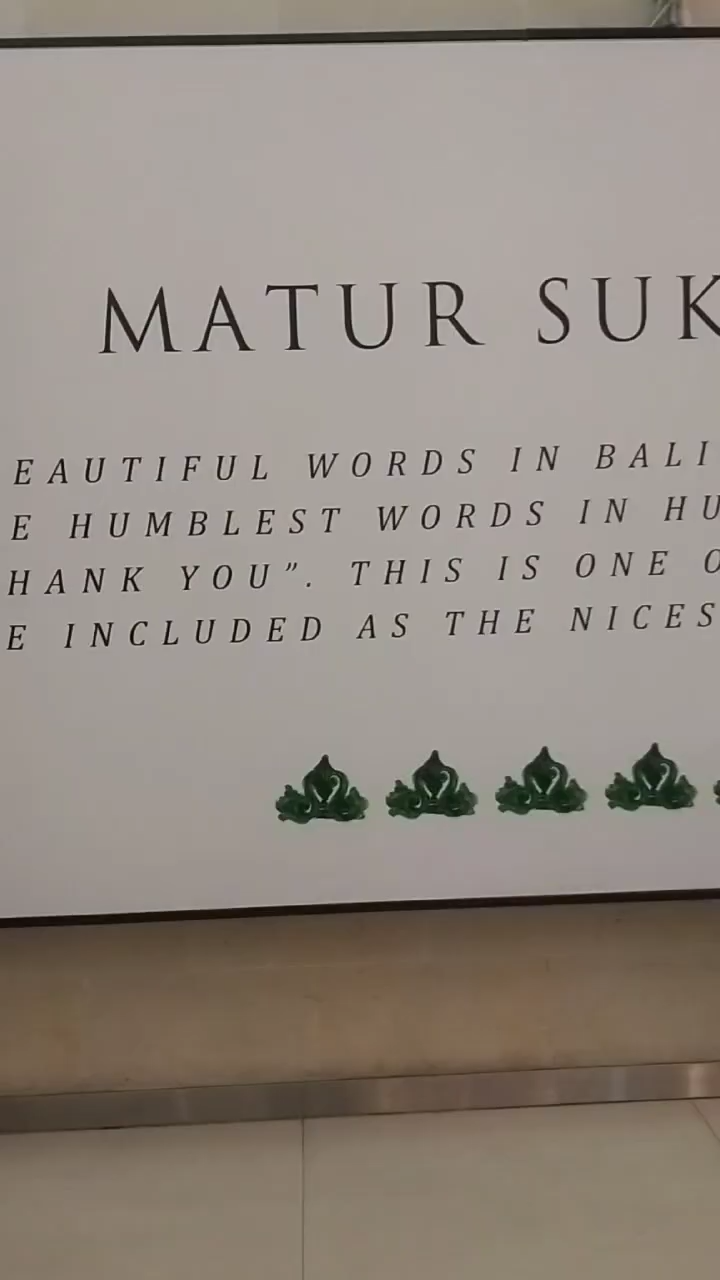 MATUR SUK
EAUTIFUL WORDS IN BALI
E HUMBLEST WORDS IN HU
HANK YOU”. THIS IS ONE O
E INCLUDED AS THE NICES